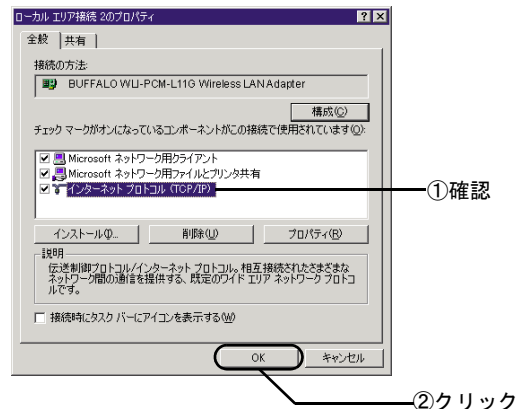 ローカル エリア接続 2のプロパティ
全般
共有
接続の方法:
BUFFALO WLI-PCM-L11G Wireless LAN Adapter
構成(C)
チェック マークがオンになっているコンポーネントがこの接続で使用されています(O):
Microsoft ネットワーク用クライアント
Microsoft ネットワーク用ファイルとプリンタ共有
インターネット プロトコル (TCP/IP)
①確認
インストール(I)...
削除(U)
プロパティ(R)
説明
伝送制御プロトコル/インターネット プロトコル。相互接続されたさまざまな
ネットワーク間の通信を提供する、既定のワイド エリア ネットワーク プロトコ
ルです。
接続時にタスク バーにアイコンを表示する(W)
OK
キャンセル
②クリック